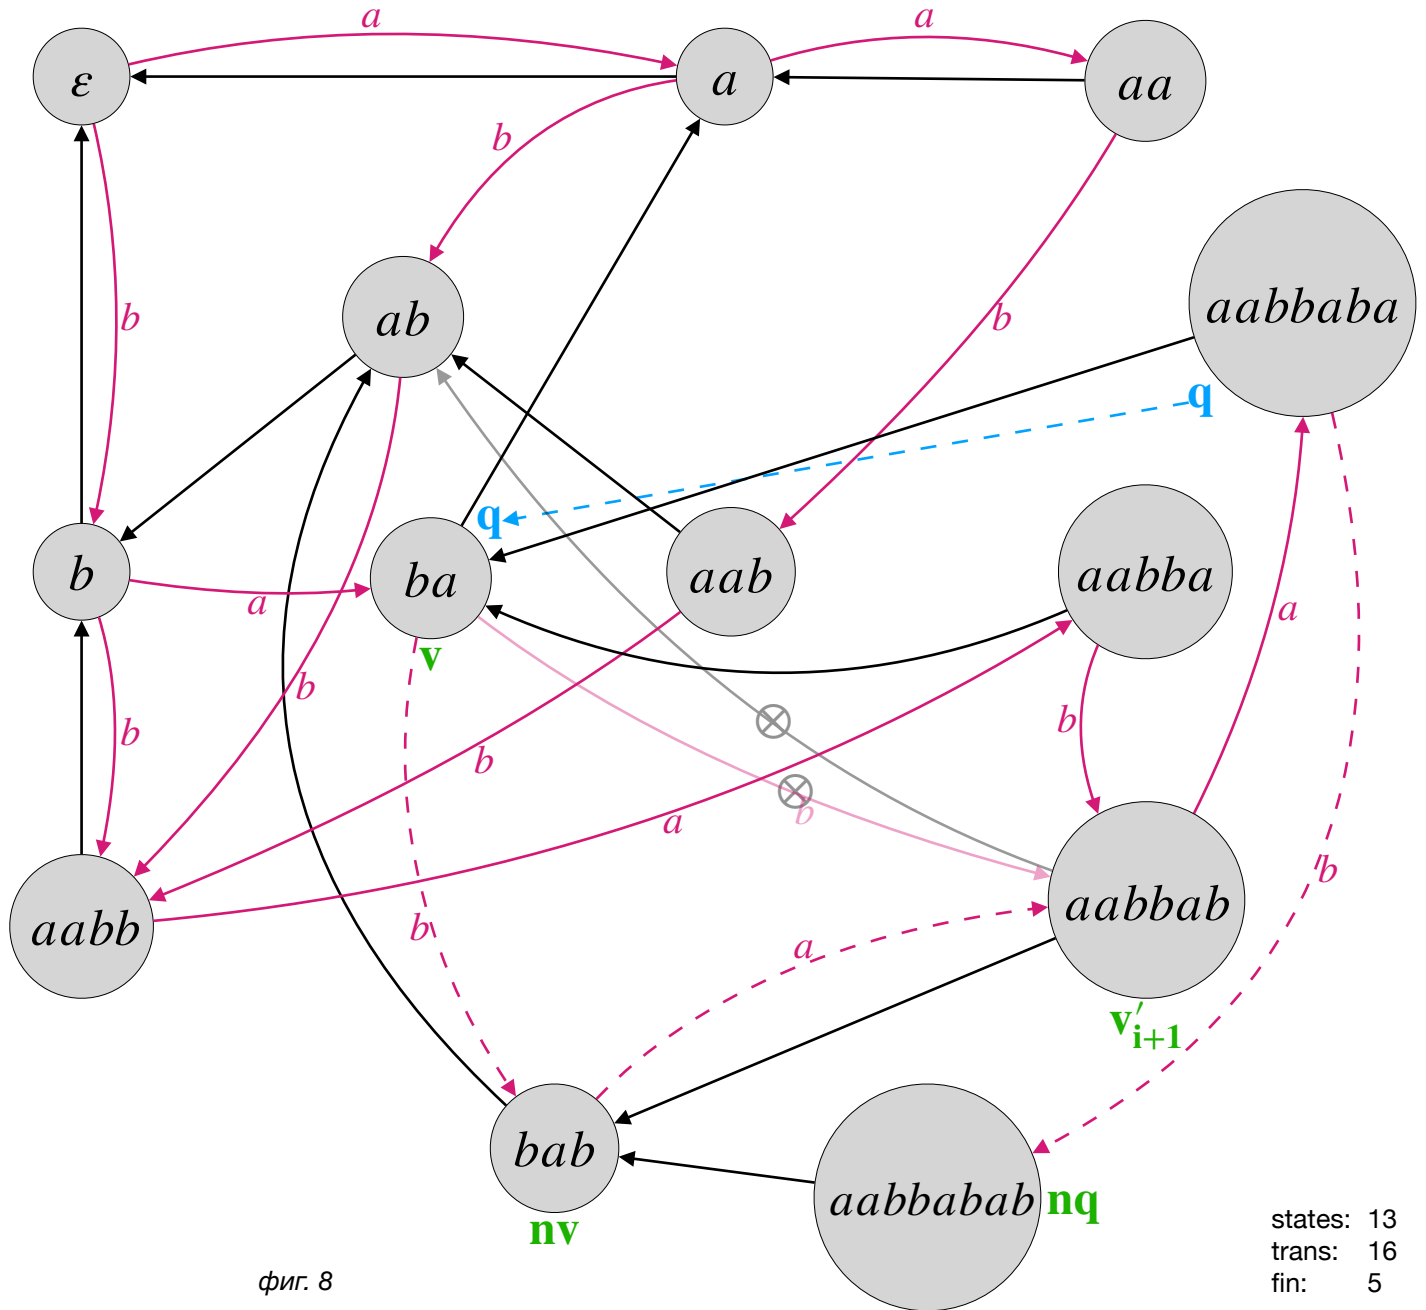 a
a
ε
a
aa
b
b
ab
b
aabbaba
q
q
b
a
ba
aab
aabba
v
b
b
b
a
b
a
b
b
aabb
b
a
aabbab
v′i+1
bab
nv
aabbabab
nq
states: 13
trans: 16
fin: 5
фиг. 8